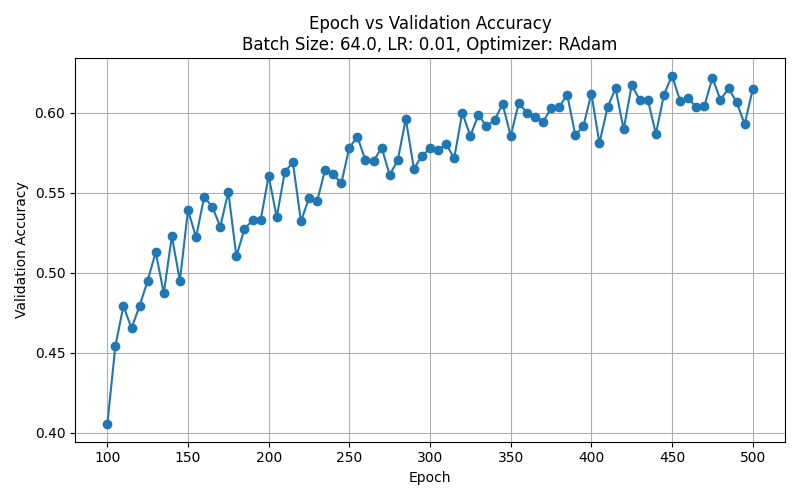 Epoch vs Validation Accuracy
Batch Size: 64.0, LR: 0.01, Optimizer: RAdam
Validation Accuracy
0.60
0.55
0.50
0.45
0.40
100 150 200 250 300 350 400 450 500
Epoch